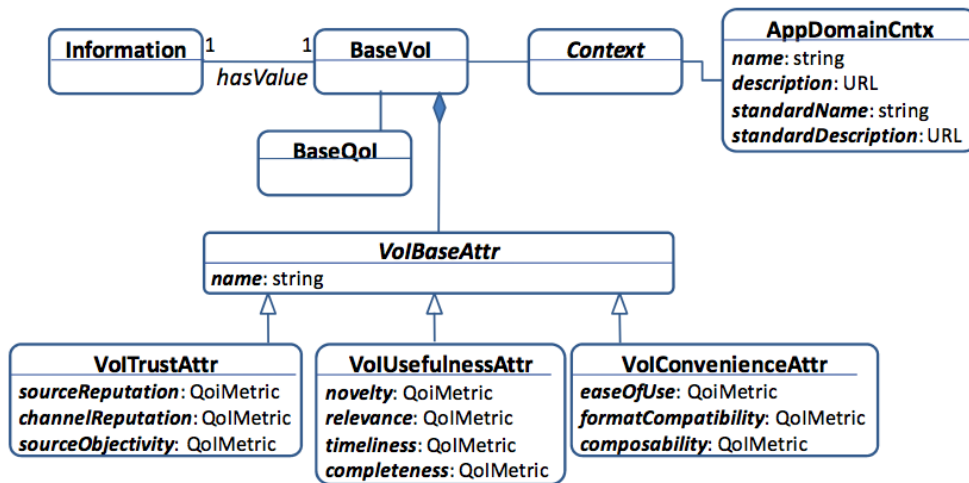 Information
1
1
hasValue
BaseVoI
Context
AppDomainCntx
name: string
description: URL
standardName: string
standardDescription: URL
BaseQoI
VoIBaseAttr
name: string
VoITrustAttr
sourceReputation: QoiMetric
channelReputation: QoIMetric
sourceObjectivity: QoIMetric
VoIUsefulnessAttr
novelty: QoiMetric
relevance: QoIMetric
timeliness: QoIMetric
completeness: QoIMetric
VoIConvenienceAttr
easeOfUse: QoiMetric
formatCompatibility: QoIMetric
composability: QoIMetric